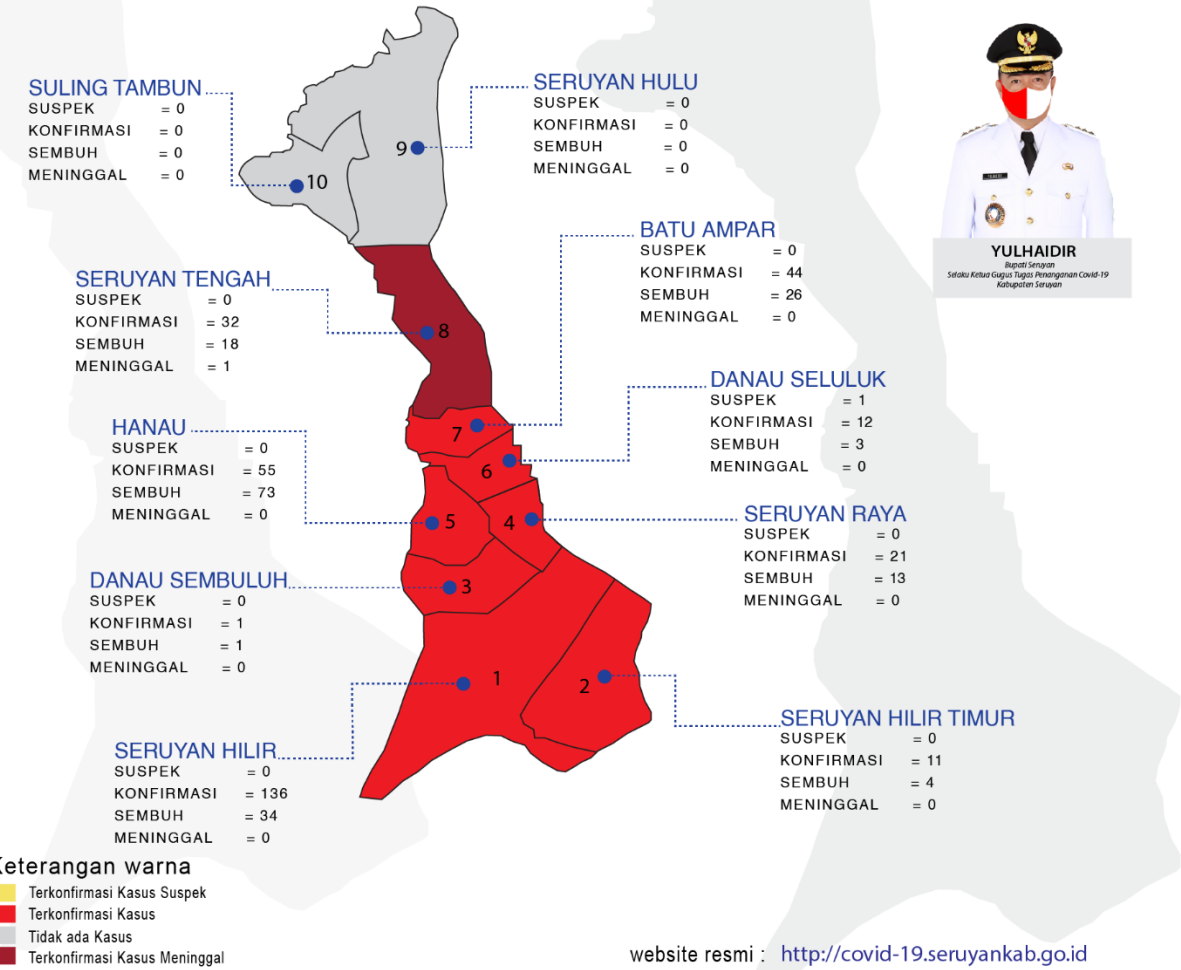 SULING TAMBUN
SUSPEK = 0
KONFIRMASI = 0
SEMBUH = 0
MENINGGAL = 0
SERUYAN HULU
SUSPEK = 0
KONFIRMASI = 0
SEMBUH = 0
MENINGGAL = 0
9
10
YULHAIDIR
Bupati Seruyan
Selaku Ketua Gugus Tugas Penanganan Covid-19
Kabupaten Seruyan
BATU AMPAR
SUSPEK = 0
KONFIRMASI = 44
SEMBUH = 26
MENINGGAL = 0
SERUYAN TENGAH
SUSPEK = 0
KONFIRMASI = 32
SEMBUH = 18
MENINGGAL = 1
8
DANAU SELULUK
SUSPEK = 1
KONFIRMASI = 12
SEMBUH = 3
MENINGGAL = 0
HANAU
SUSPEK = 0
KONFIRMASI = 55
SEMBUH = 73
MENINGGAL = 0
7
6
5
4
SERUYAN RAYA
SUSPEK = 0
KONFIRMASI = 21
SEMBUH = 13
MENINGGAL = 0
DANAU SEMBULUH
SUSPEK = 0
KONFIRMASI = 1
SEMBUH = 1
MENINGGAL = 0
3
1
2
SERUYAN HILIR TIMUR
SUSPEK = 0
KONFIRMASI = 11
SEMBUH = 4
MENINGGAL = 0
SERUYAN HILIR
SUSPEK = 0
KONFIRMASI = 136
SEMBUH = 34
MENINGGAL = 0
Keterangan warna
Terkonfirmasi Kasus Suspek
Terkonfirmasi Kasus
Tidak ada Kasus
Terkonfirmasi Kasus Meninggal
website resmi : http://covid-19.seruyankab.go.id